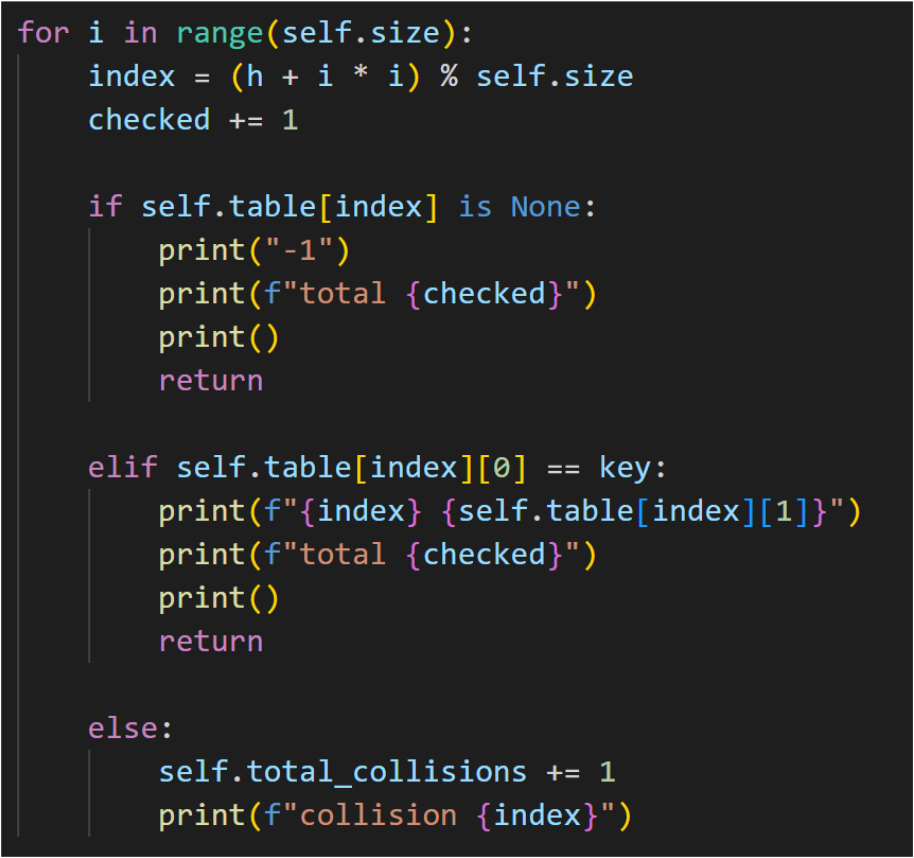 for i in range(self.size):
    index = (h + i * i) % self.size
    checked += 1

    if self.table[index] is None:
        print("-1")
        print(f"total {checked}")
        print()
        return

    elif self.table[index][0] == key:
        print(f"{index} {self.table[index][1]}")
        print(f"total {checked}")
        print()
        return

    else:
        self.total_collisions += 1
        print(f"collision {index}")